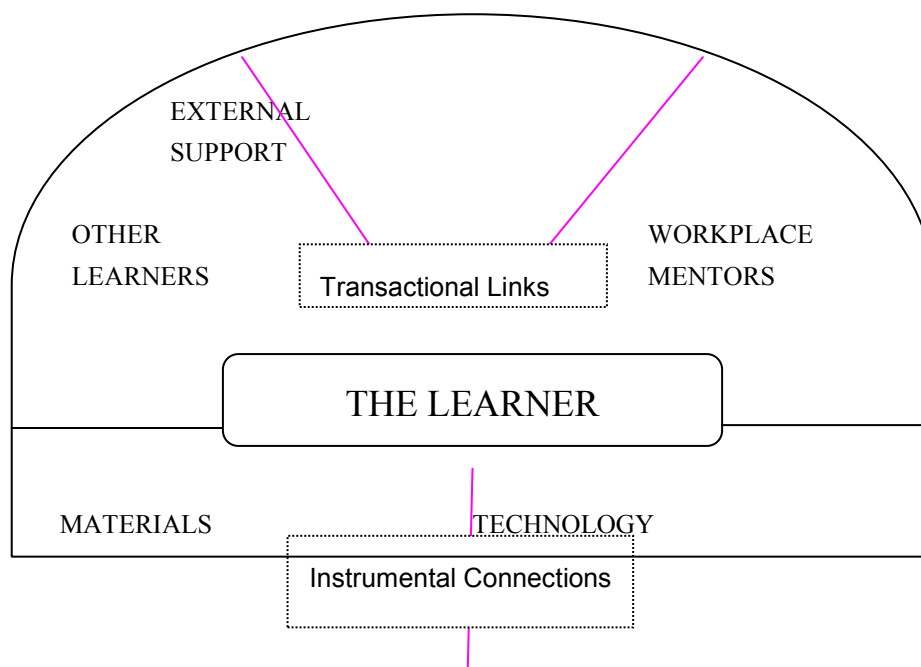 EXTERNAL
SUPPORT
OTHER
LEARNERS
WORKPLACE
MENTORS
Transactional Links
THE LEARNER
MATERIALS
TECHNOLOGY
Instrumental Connections